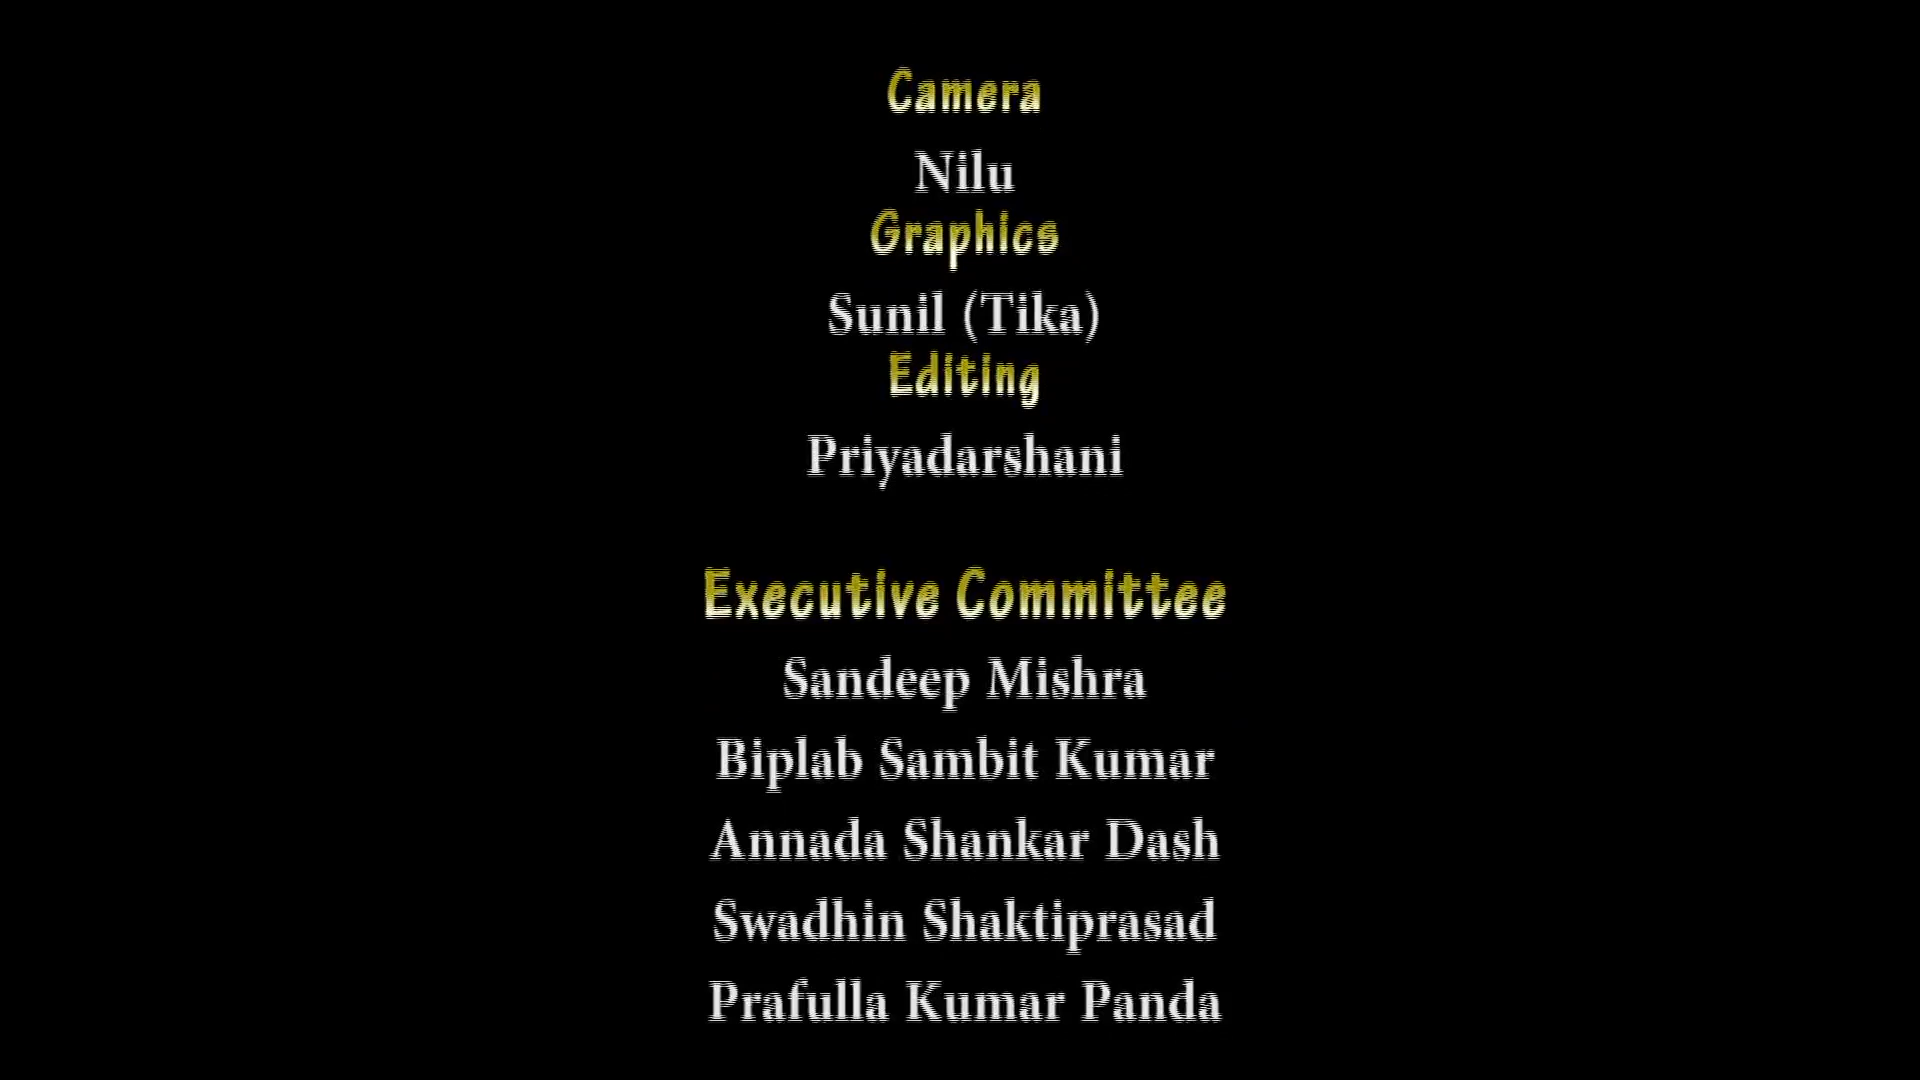 Camera
Nilu
Graphics
Sunil (Tika)
Editing
Priyadarshani
Executive Committee
Sandeep Mishra
Biplab Sambit Kumar
Annada Shankar Dash
Swadhin Shaktiprasad
Prafulla Kumar Panda